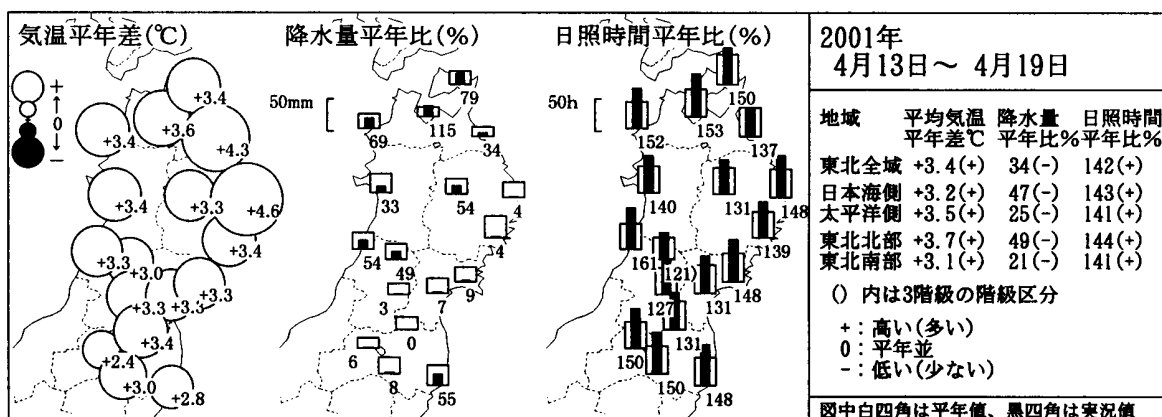 気温平年差(℃)
+
↑
0
↓
−
+3.4
+3.6
+3.4
+4.3
+3.4
+3.3
+4.6
+3.4
+3.3
+3.0
+3.3
+3.3
+3.3
+3.4
+2.4
+3.0
+2.8
降水量平年比(%)
50mm
79
115
69
34
33
54
4
4
54
49
9
3
7
0
6
8
55
日照時間平年比(%)
50h
150
153
152
137
140
131
148
139
161
(121)
148
127
131
131
150
150
148
2001年
4月13日～ 4月19日
地域 平均気温 降水量 日照時間
平年差℃ 平年比% 平年比%
東北全域 +3.4(+) 34(-) 142(+)
日本海側 +3.2(+) 47(-) 143(+)
太平洋側 +3.5(+) 25(-) 141(+)
東北北部 +3.7(+) 49(-) 144(+)
東北南部 +3.1(+) 21(-) 141(+)
() 内は3階級の階級区分
+：高い(多い)
0：平年並
-：低い(少ない)
図中白四角は平年値、黒四角は実況値